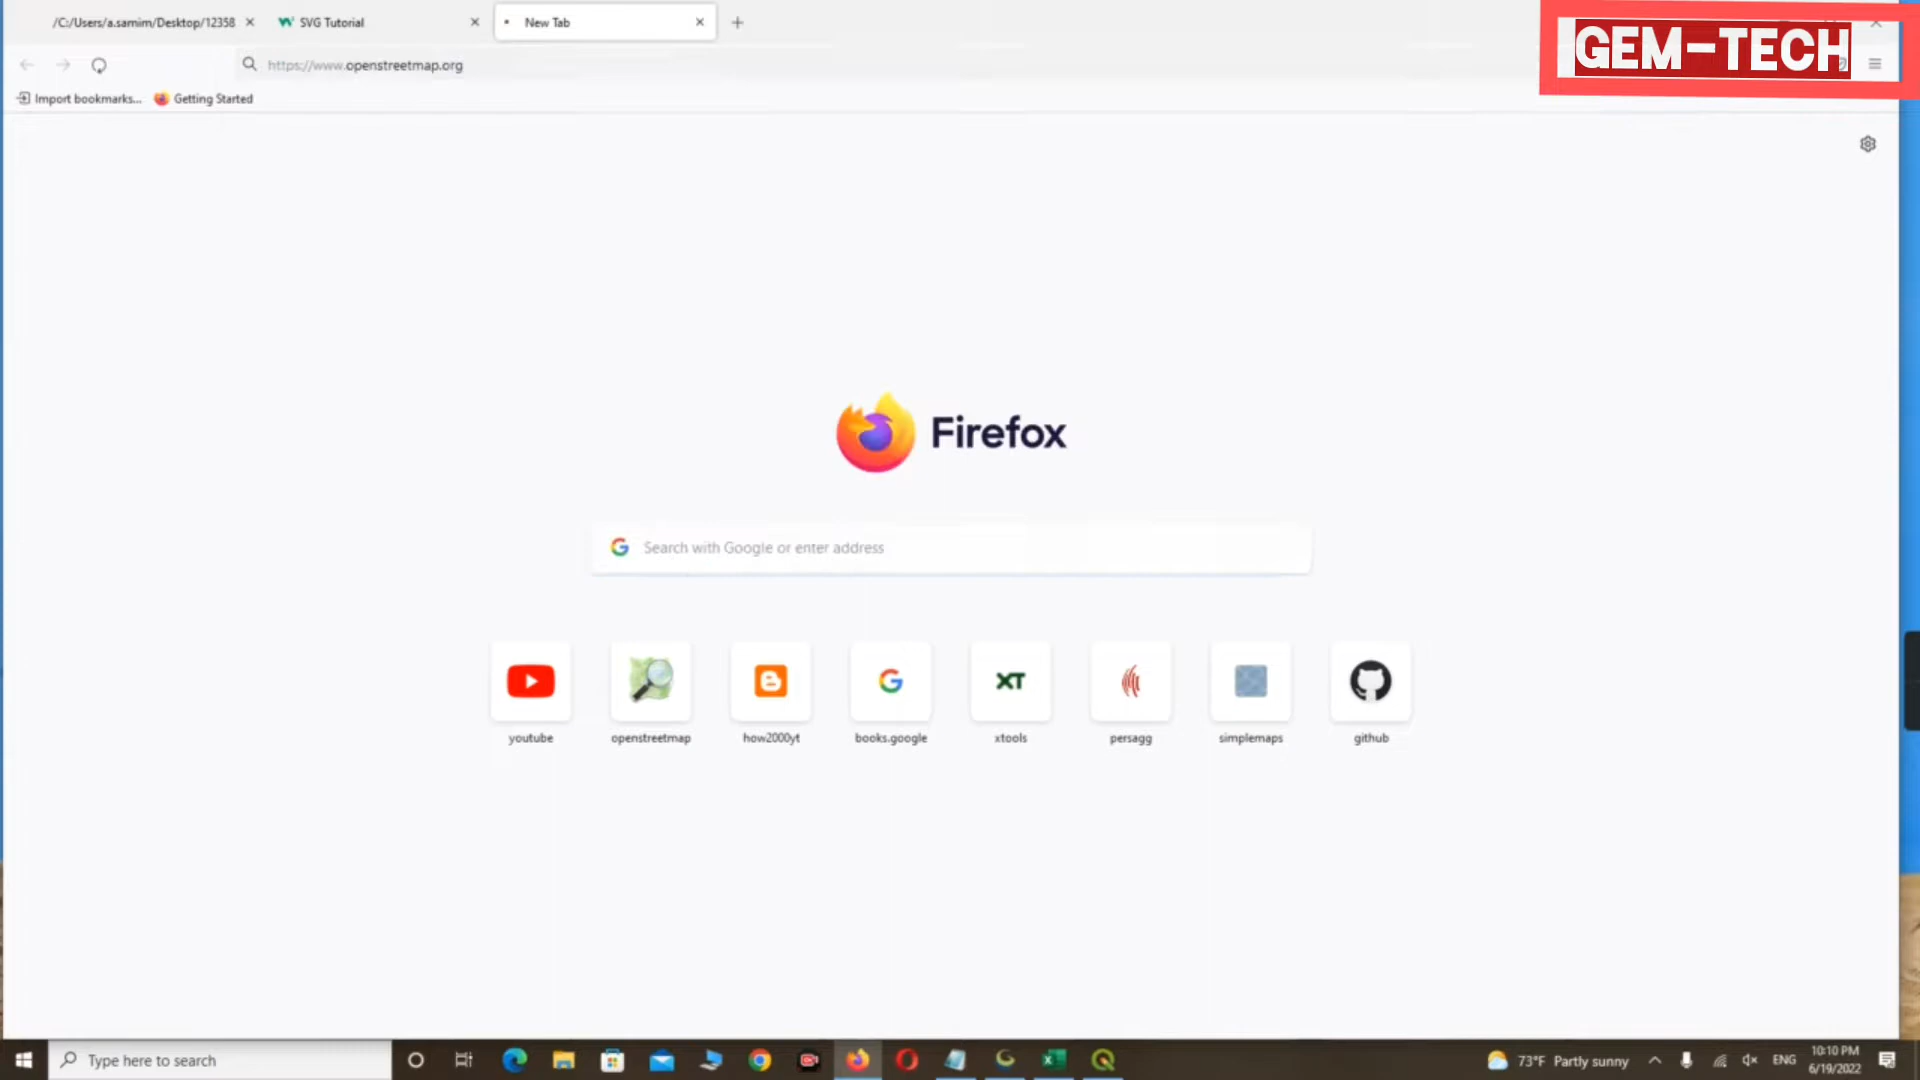 /C:/Users/a.samim/Desktop/12358
SVG Tutorial
New Tab
GEM-TECH
https://www.openstreetmap.org
Import bookmarks...
Getting Started
Firefox
Search with Google or enter address
XT
youtube
openstreetmap
how2000yt
books.google
xtools
persagg
simplemaps
github
Type here to search
73°F Partly sunny
ENG
10:10 PM
6/19/2022